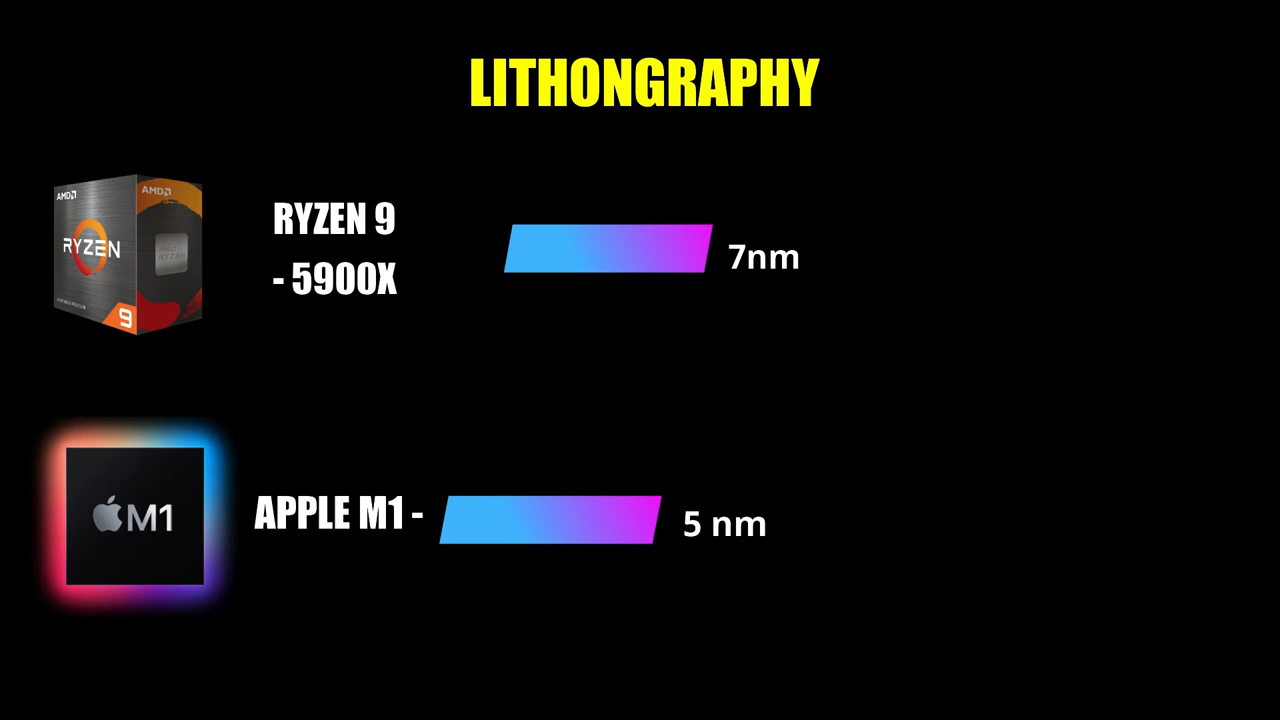 LITHONGRAPHY
AMD
AMD
RYZEN
9
RYZEN 9
- 5900X
7nm
M1
APPLE M1 -
5 nm